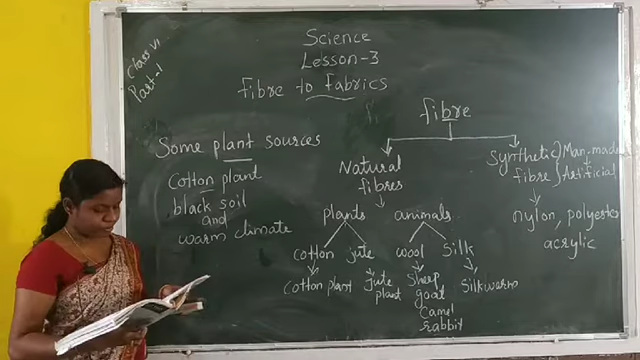 Class VI
Part-1
Science
Lesson-3
Fibre to Fabrics
Some plant sources
Cotton plant
black soil
and
warm climate
fibre
Natural
fibres
Synthetic
fibre
Man-made
Artificial
nylon, polyester
acrylic
plants animals
cotton jute wool Silk
Cotton plant
Jute
plant
Sheep
goat
camel
rabbit
Silkworm